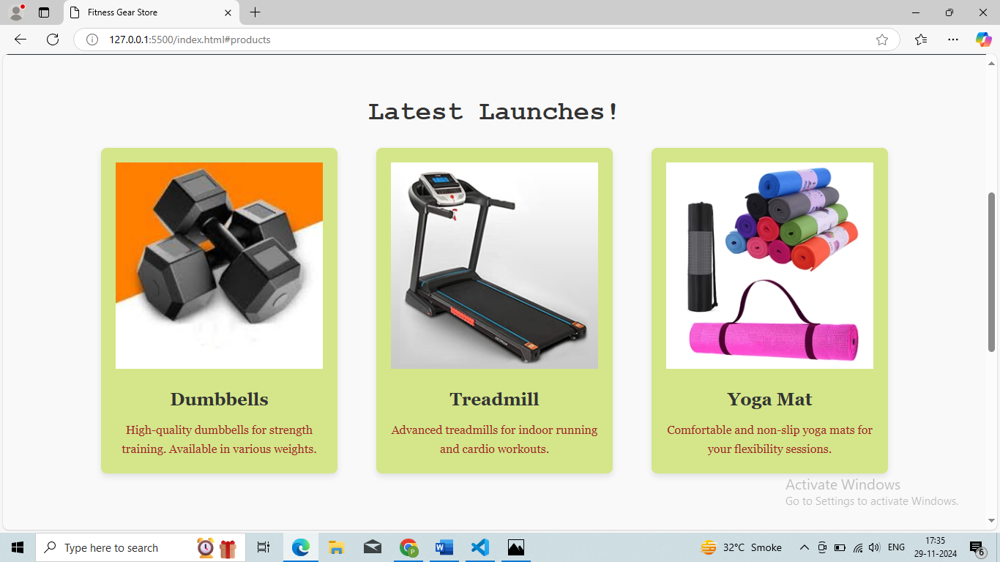 Fitness Gear Store
127.0.0.1:5500/index.html#products
Latest Launches!
Dumbbells
High-quality dumbbells for strength
training. Available in various weights.
Treadmill
Advanced treadmills for indoor running
and cardio workouts.
Yoga Mat
Comfortable and non-slip yoga mats for
your flexibility sessions.
Activate Windows
Go to Settings to activate Windows.
Type here to search
32°C Smoke
ENG
17:35
29-11-2024
6